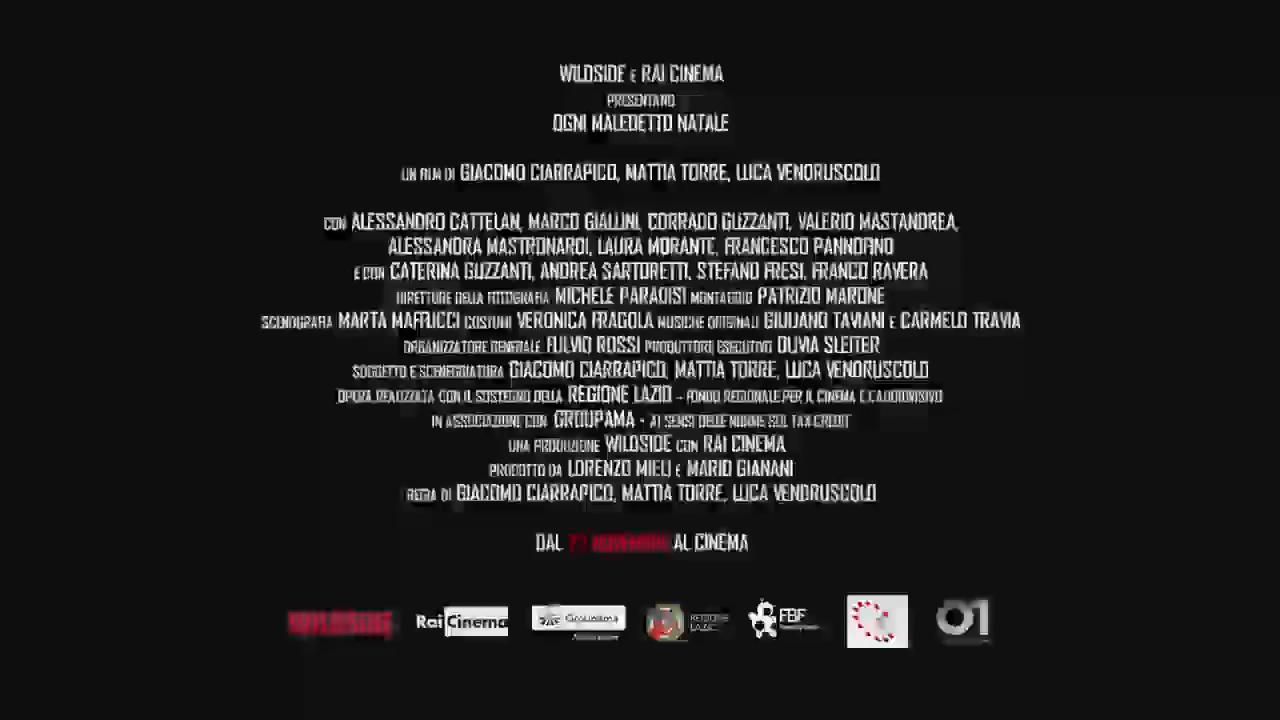 WILDSIDE E RAI CINEMA
PRESENTANO
OGNI MALEDETTO NATALE
UN FILM DI GIACOMO CIARRAPICO, MATTIA TORRE, LUCA VENDRUSCOLO
CON ALESSANDRO CATTELAN, MARCO GIALLINI, CORRADO GUZZANTI, VALERIO MASTANDREA,
ALESSANDRA MASTRONARDI, LAURA MORANTE, FRANCESCO PANNOFINO
E CON CATERINA GUZZANTI, ANDREA SARTORETTI, STEFANO FRESI, FRANCO RAVERA
DIRETTORE DELLA FOTOGRAFIA MICHELE PARADISI MONTAGGIO PATRIZIO MARONE
SCENOGRAFIA MARTA MAFFUCCI COSTUMI VERONICA FRAGOLA MUSICHE ORIGINALI GIULIANO TAVIANI E CARMELO TRAVIA
ORGANIZZATORE GENERALE FULVIO ROSSI PRODUTTORE ESECUTIVO OLIVIA SLEITER
SOGGETTO E SCENEGGIATURA GIACOMO CIARRAPICO, MATTIA TORRE, LUCA VENDRUSCOLO
OPERA REALIZZATA CON IL SOSTEGNO DELLA REGIONE LAZIO - FONDO REGIONALE PER IL CINEMA E L'AUDIOVISIVO
IN ASSOCIAZIONE CON GROUPAMA - AI SENSI DELLE NORME SUL TAX CREDIT
UNA PRODUZIONE WILDSIDE CON RAI CINEMA
PRODOTTO DA LORENZO MIELI E MARIO GIANANI
REGIA DI GIACOMO CIARRAPICO, MATTIA TORRE, LUCA VENDRUSCOLO
DAL NOVEMBRE AL CINEMA
WILDSIDE Rai Cinema Groupama REGIONE LAZIO FBF 01